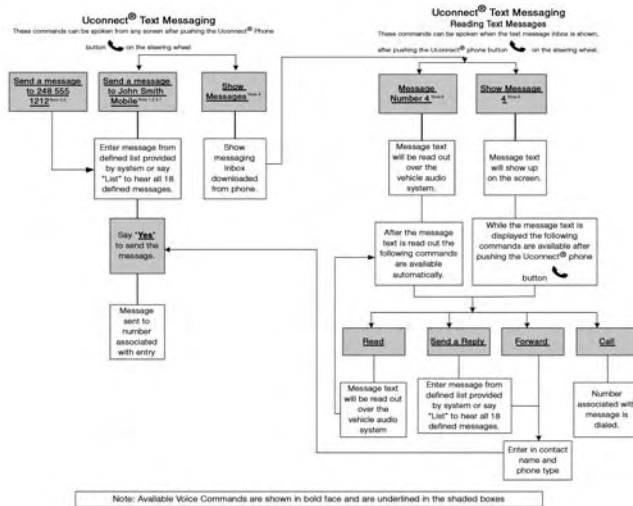 Uconnect® Text Messaging
These commands can be spoken from any screen after pushing the Uconnect® Phone
button on the steering wheel
Send a message
to 248 555
1212
Send a message
to John Smith
Mobile
Show
Messages
Enter message from
defined list provided
by system or say
"List" to hear all 18
defined messages.
Show
messaging
Inbox
downloaded
from phone.
Say "Yes"
to send the
message.
Message
sent to
number
associated
with entry
Uconnect® Text Messaging
Reading Text Messages
These commands can be spoken when the text message inbox is shown,
after pushing the Uconnect® phone button on the steering wheel.
Message
Number 4
Show Message
4
Message text
will be read out
over the
vehicle audio
system.
Message text
will show up
on the screen.
After the message
text is read out the
following commands
are available
automatically.
While the message text is
displayed the following
commands are available after
pushing the Uconnect® phone
button
Read
Send a Reply
Forward
Call
Message text
will be read out
over the
vehicle audio
system
Enter message from
defined list provided
by system or say
"List" to hear all 18
defined messages.
Number
associated with
message is
dialed.
Enter in contact
name and
phone type
Note: Available Voice Commands are shown in bold face and are underlined in the shaded boxes